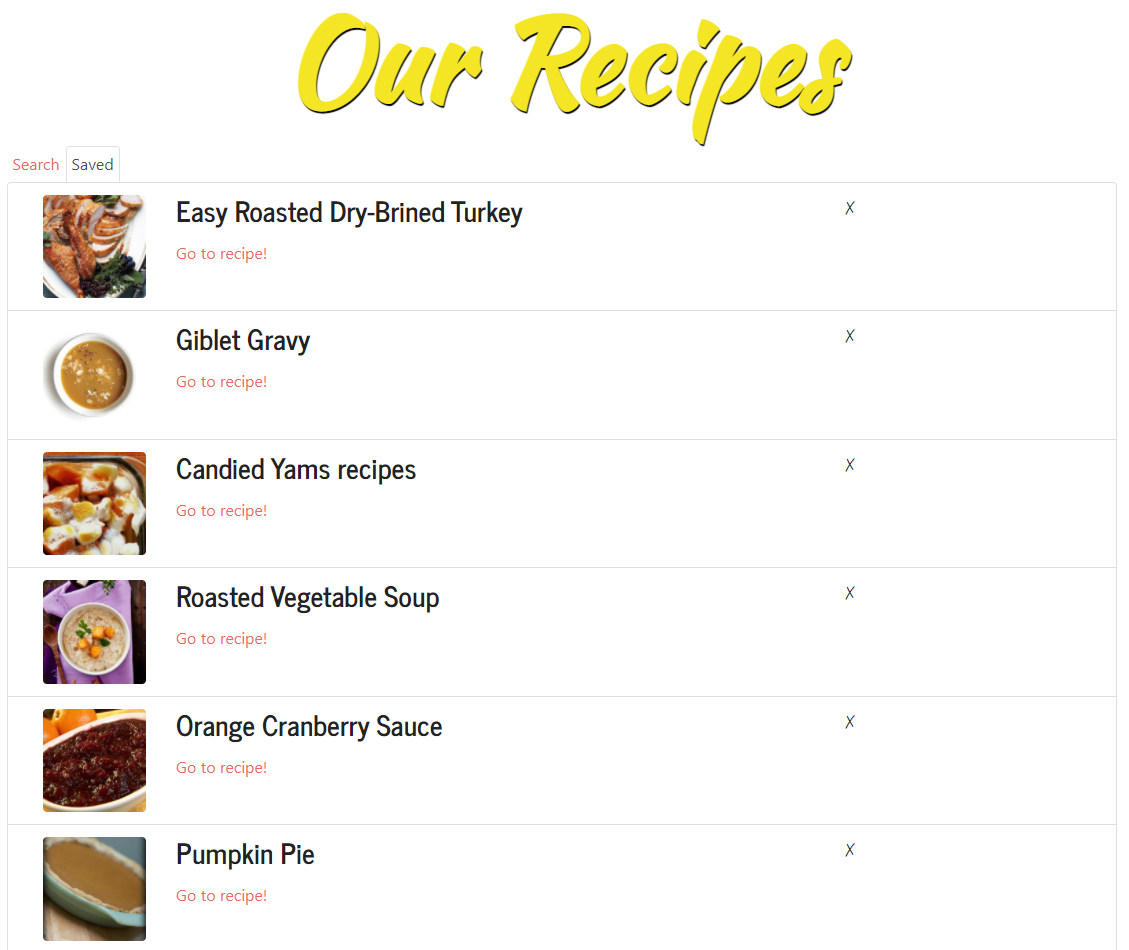 Our Recipes
Search Saved
Easy Roasted Dry-Brined Turkey X
Go to recipe!
Giblet Gravy X
Go to recipe!
Candied Yams recipes X
Go to recipe!
Roasted Vegetable Soup X
Go to recipe!
Orange Cranberry Sauce X
Go to recipe!
Pumpkin Pie X
Go to recipe!